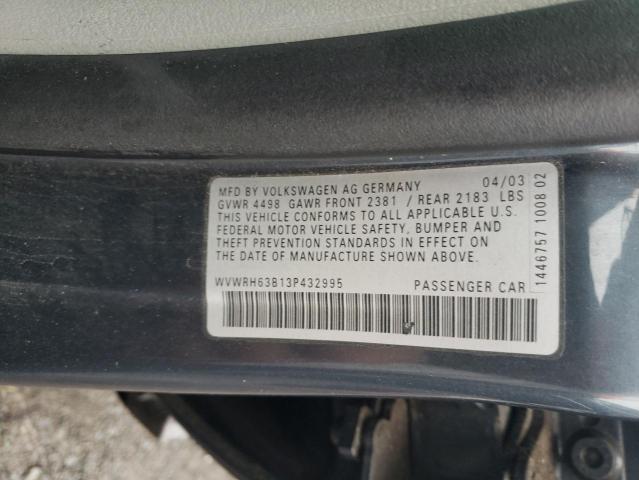 MFD BY VOLKSWAGEN AG GERMANY 04/03
GVWR 4498 GAWR FRONT 2381 / REAR 2183 LBS
THIS VEHICLE CONFORMS TO ALL APPLICABLE U.S.
FEDERAL MOTOR VEHICLE SAFETY, BUMPER AND
THEFT PREVENTION STANDARDS IN EFFECT ON
THE DATE OF MANUFACTURE SHOWN ABOVE.
WVWRH63B13P432995 PASSENGER CAR
1446757 1008 02